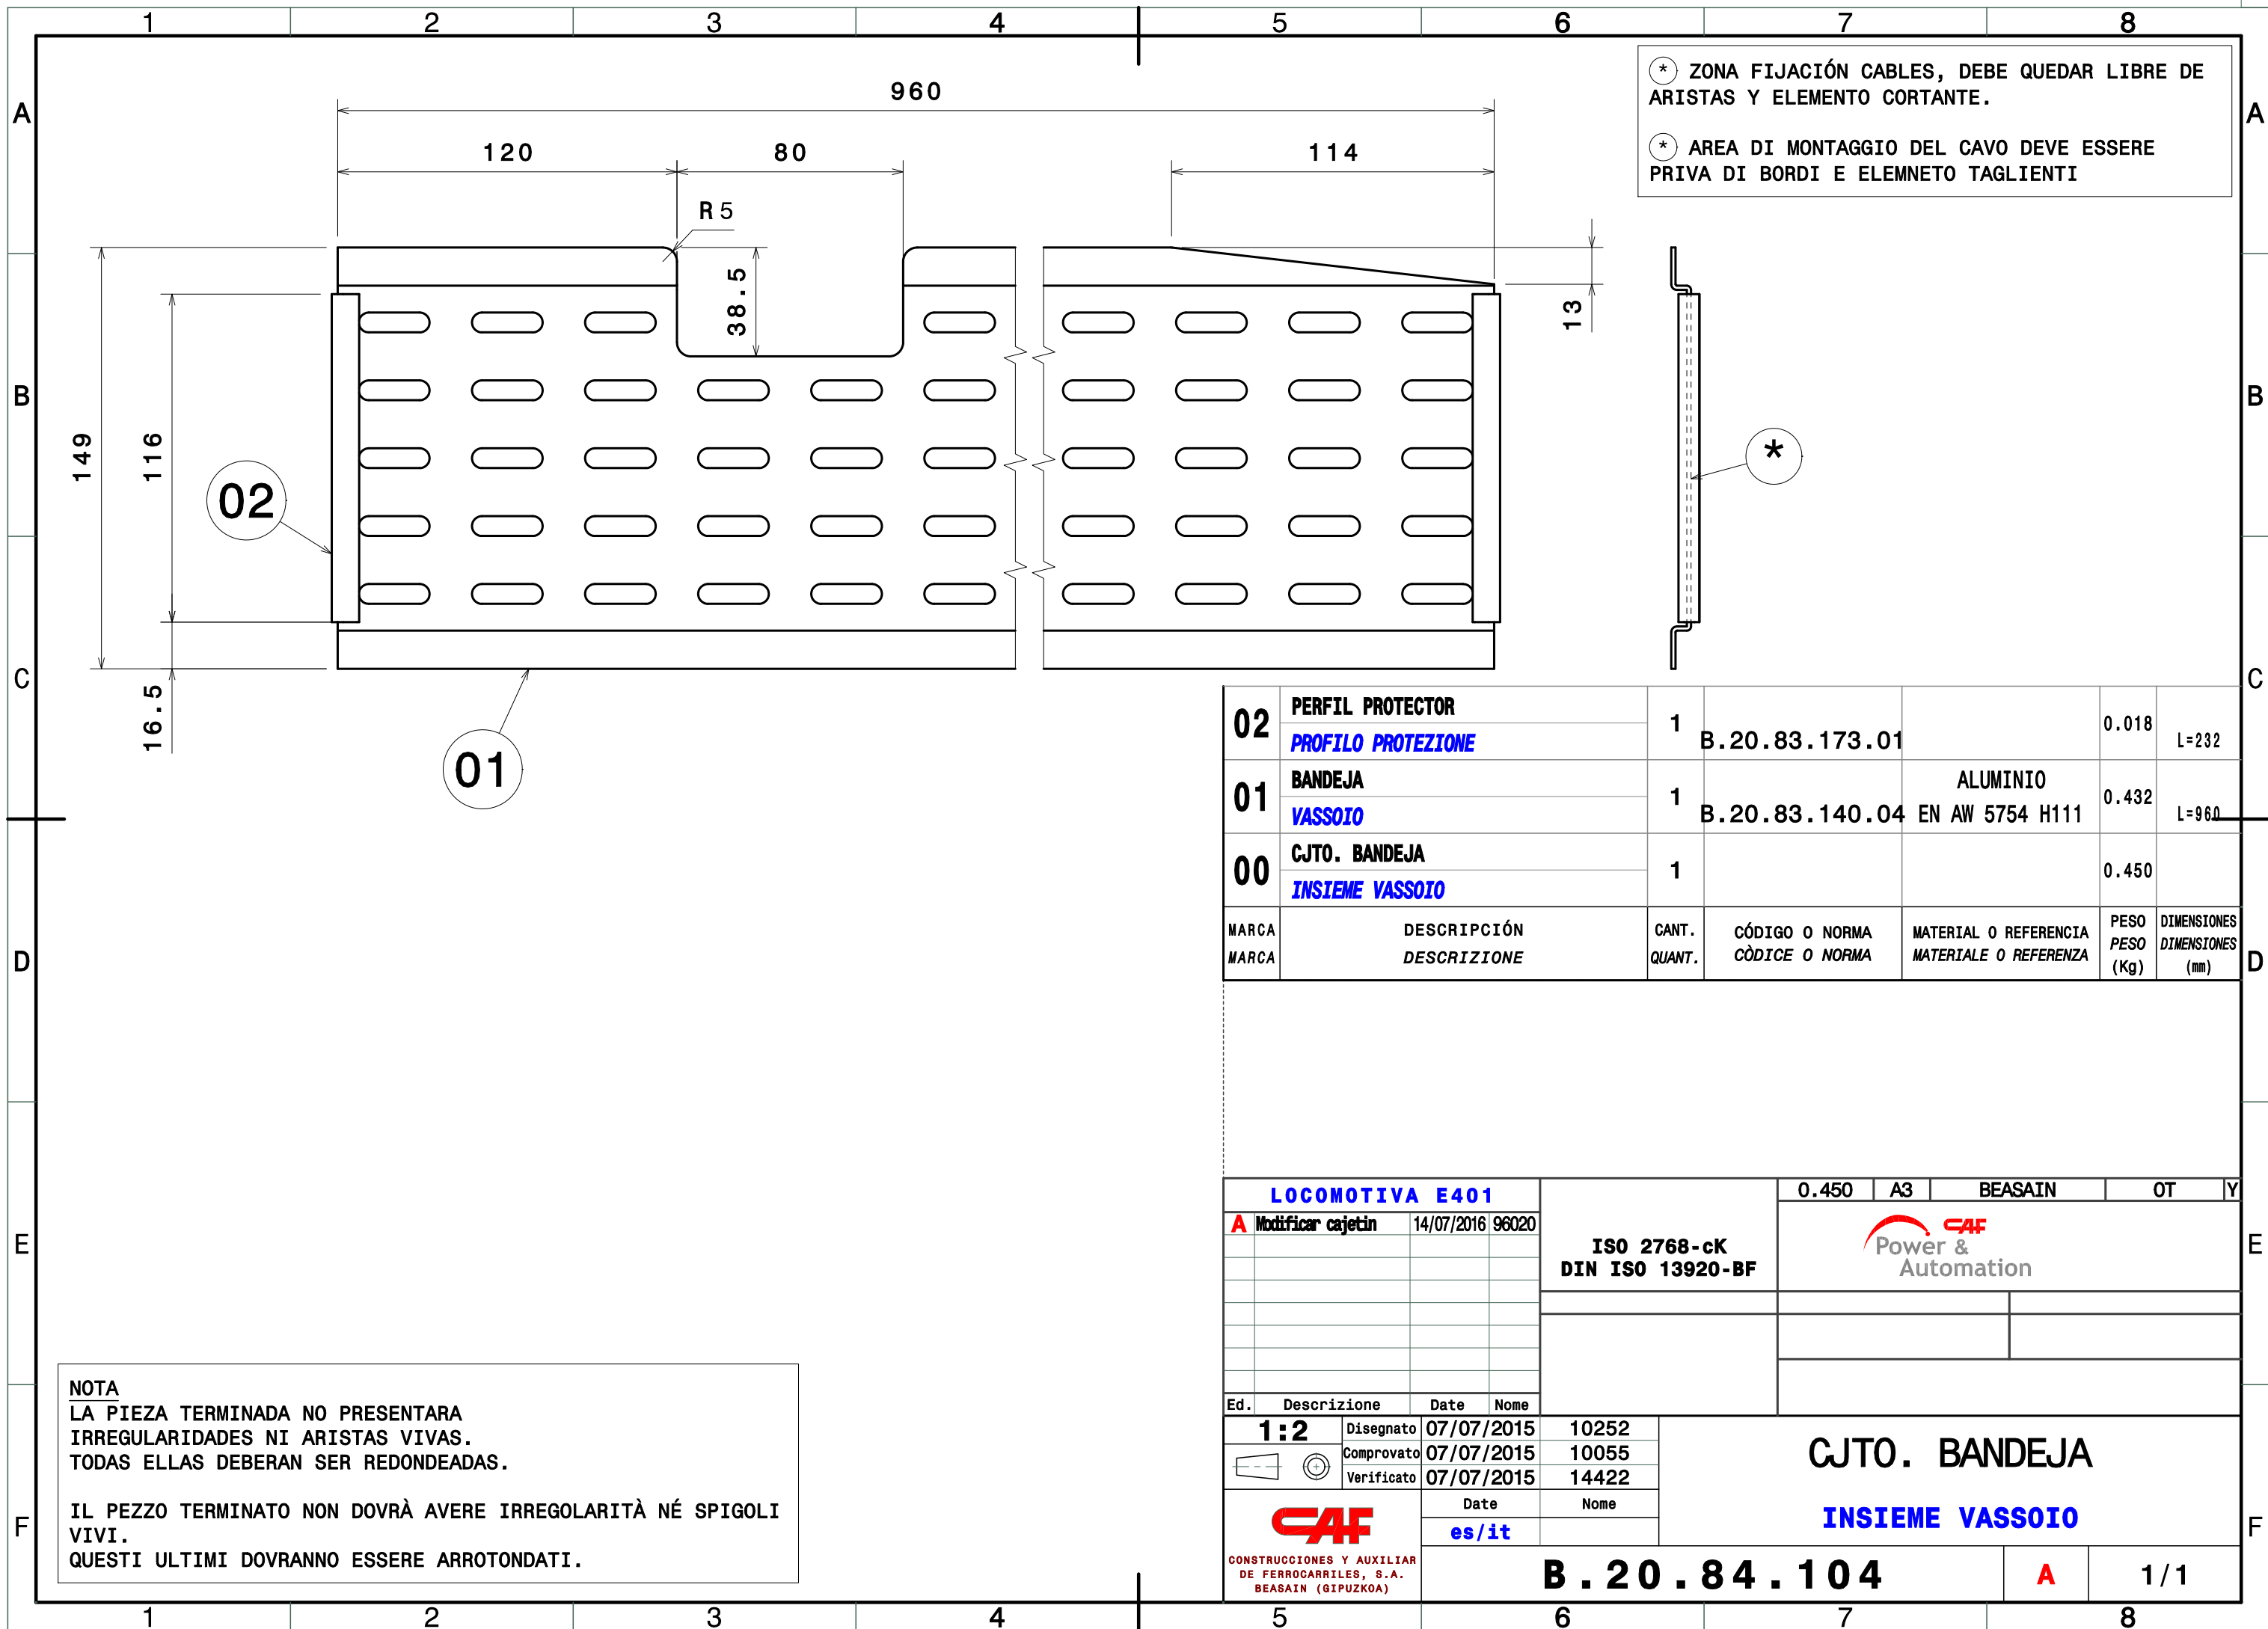 1 2 3 4 5 6 7 8
A A
B B
C C
D D
E E
F F
* ZONA FIJACIÓN CABLES, DEBE QUEDAR LIBRE DE
ARISTAS Y ELEMENTO CORTANTE.
* AREA DI MONTAGGIO DEL CAVO DEVE ESSERE
PRIVA DI BORDI E ELEMNETO TAGLIENTI
960
120 80 114
R 5
38.5
13
149
116
16.5
02
01
*
02 PERFIL PROTECTOR 1 B.20.83.173.01 0.018 L=232
PROFILO PROTEZIONE
01 BANDEJA 1 B.20.83.140.04 ALUMINIO 0.432 L=960
VASSOIO EN AW 5754 H111
00 CJTO. BANDEJA 1 0.450
INSIEME VASSOIO
MARCA DESCRIPCIÓN CANT. CÓDIGO O NORMA MATERIAL O REFERENCIA PESO DIMENSIONES
MARCA DESCRIZIONE QUANT. CÒDICE O NORMA MATERIALE O REFERENZA PESO DIMENSIONES
(Kg) (mm)
LOCOMOTIVA E401
A Modificar cajetin 14/07/2016 96020
Ed. Descrizione Date Nome
ISO 2768-cK
DIN ISO 13920-BF
0.450 A3 BEASAIN OT Y
CAF
Power &
Automation
1:2
Disegnato 07/07/2015 10252
Comprovato 07/07/2015 10055
Verificato 07/07/2015 14422
Date Nome
es/it
CAF
CONSTRUCCIONES Y AUXILIAR
DE FERROCARRILES, S.A.
BEASAIN (GIPUZKOA)
CJTO. BANDEJA
INSIEME VASSOIO
B.20.84.104 A 1/1
NOTA
LA PIEZA TERMINADA NO PRESENTARA
IRREGULARIDADES NI ARISTAS VIVAS.
TODAS ELLAS DEBERAN SER REDONDEADAS.
IL PEZZO TERMINATO NON DOVRÀ AVERE IRREGOLARITÀ NÉ SPIGOLI
VIVI.
QUESTI ULTIMI DOVRANNO ESSERE ARROTONDATI.
1 2 3 4 5 6 7 8